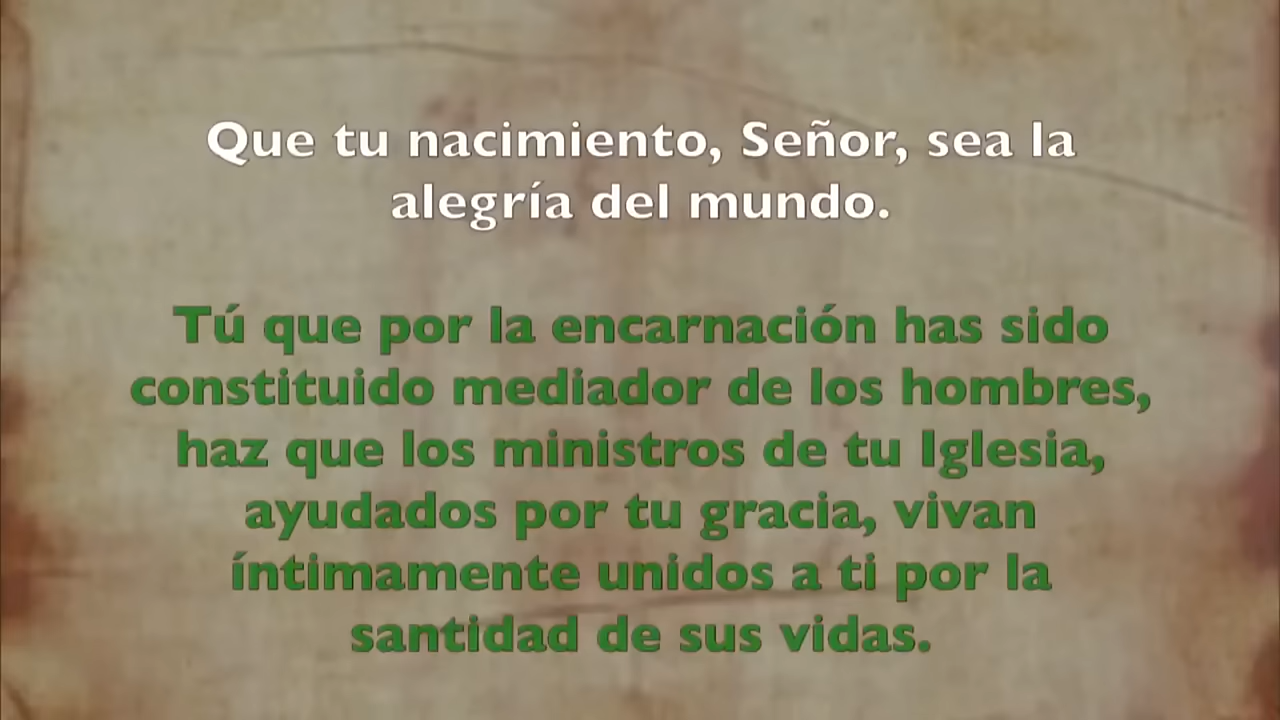 Que tu nacimiento, Señor, sea la
alegría del mundo.
Tú que por la encarnación has sido
constituido mediador de los hombres,
haz que los ministros de tu Iglesia,
ayudados por tu gracia, vivan
íntimamente unidos a ti por la
santidad de sus vidas.